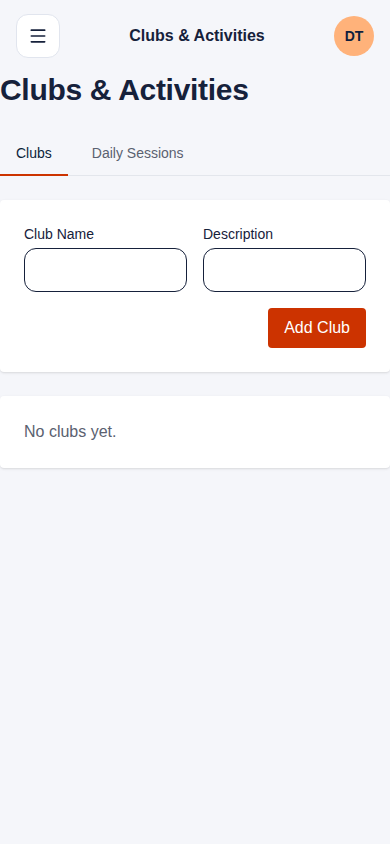 Clubs & Activities
DT
Clubs & Activities
Clubs
Daily Sessions
Club Name
Description
Add Club
No clubs yet.